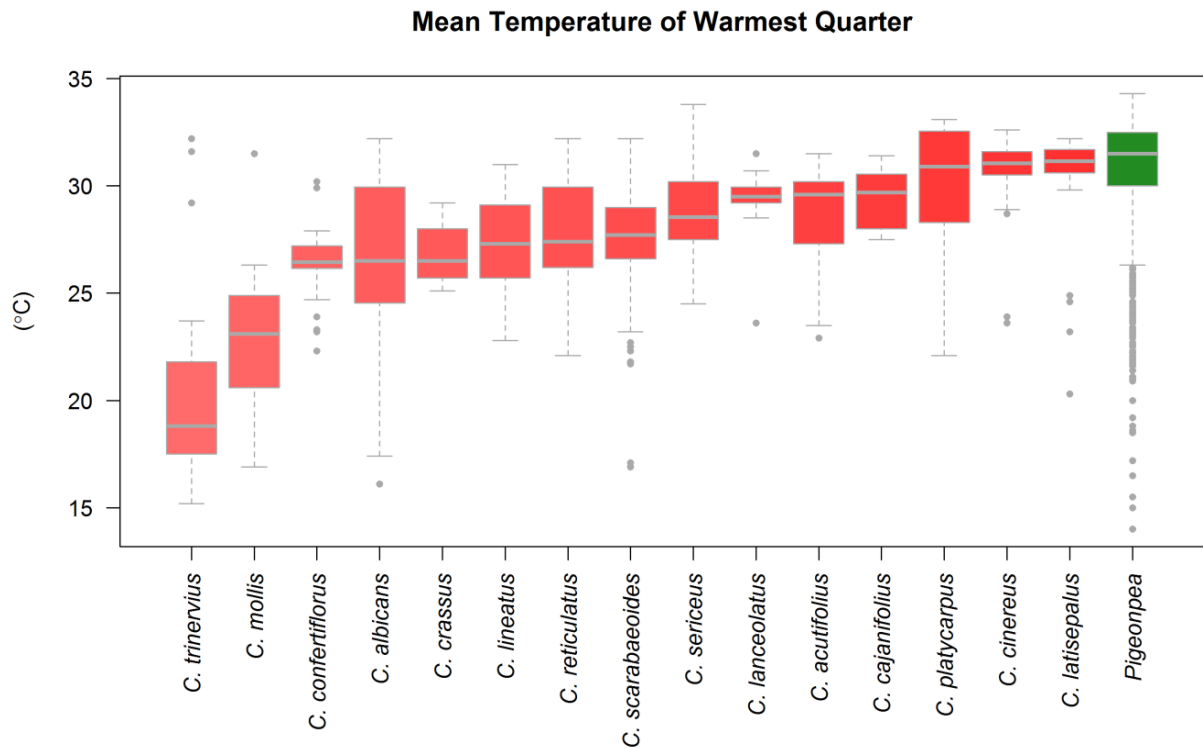 Mean Temperature of Warmest Quarter
(°C)
35
30
25
20
15
C. trinervius
C. mollis
C. confertiflorus
C. albicans
C. crassus
C. lineatus
C. reticulatus
C. scarabaeoides
C. sericeus
C. lanceolatus
C. acutifolius
C. cajanifolius
C. platycarpus
C. cinereus
C. latisepalus
Pigeonpea